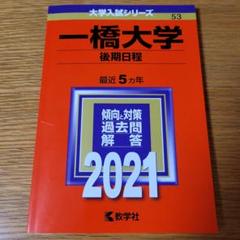 大学入試シリーズ
53
一橋大学
後期日程
最近5ヵ年
傾向と対策
過去問
解答
2021
教学社